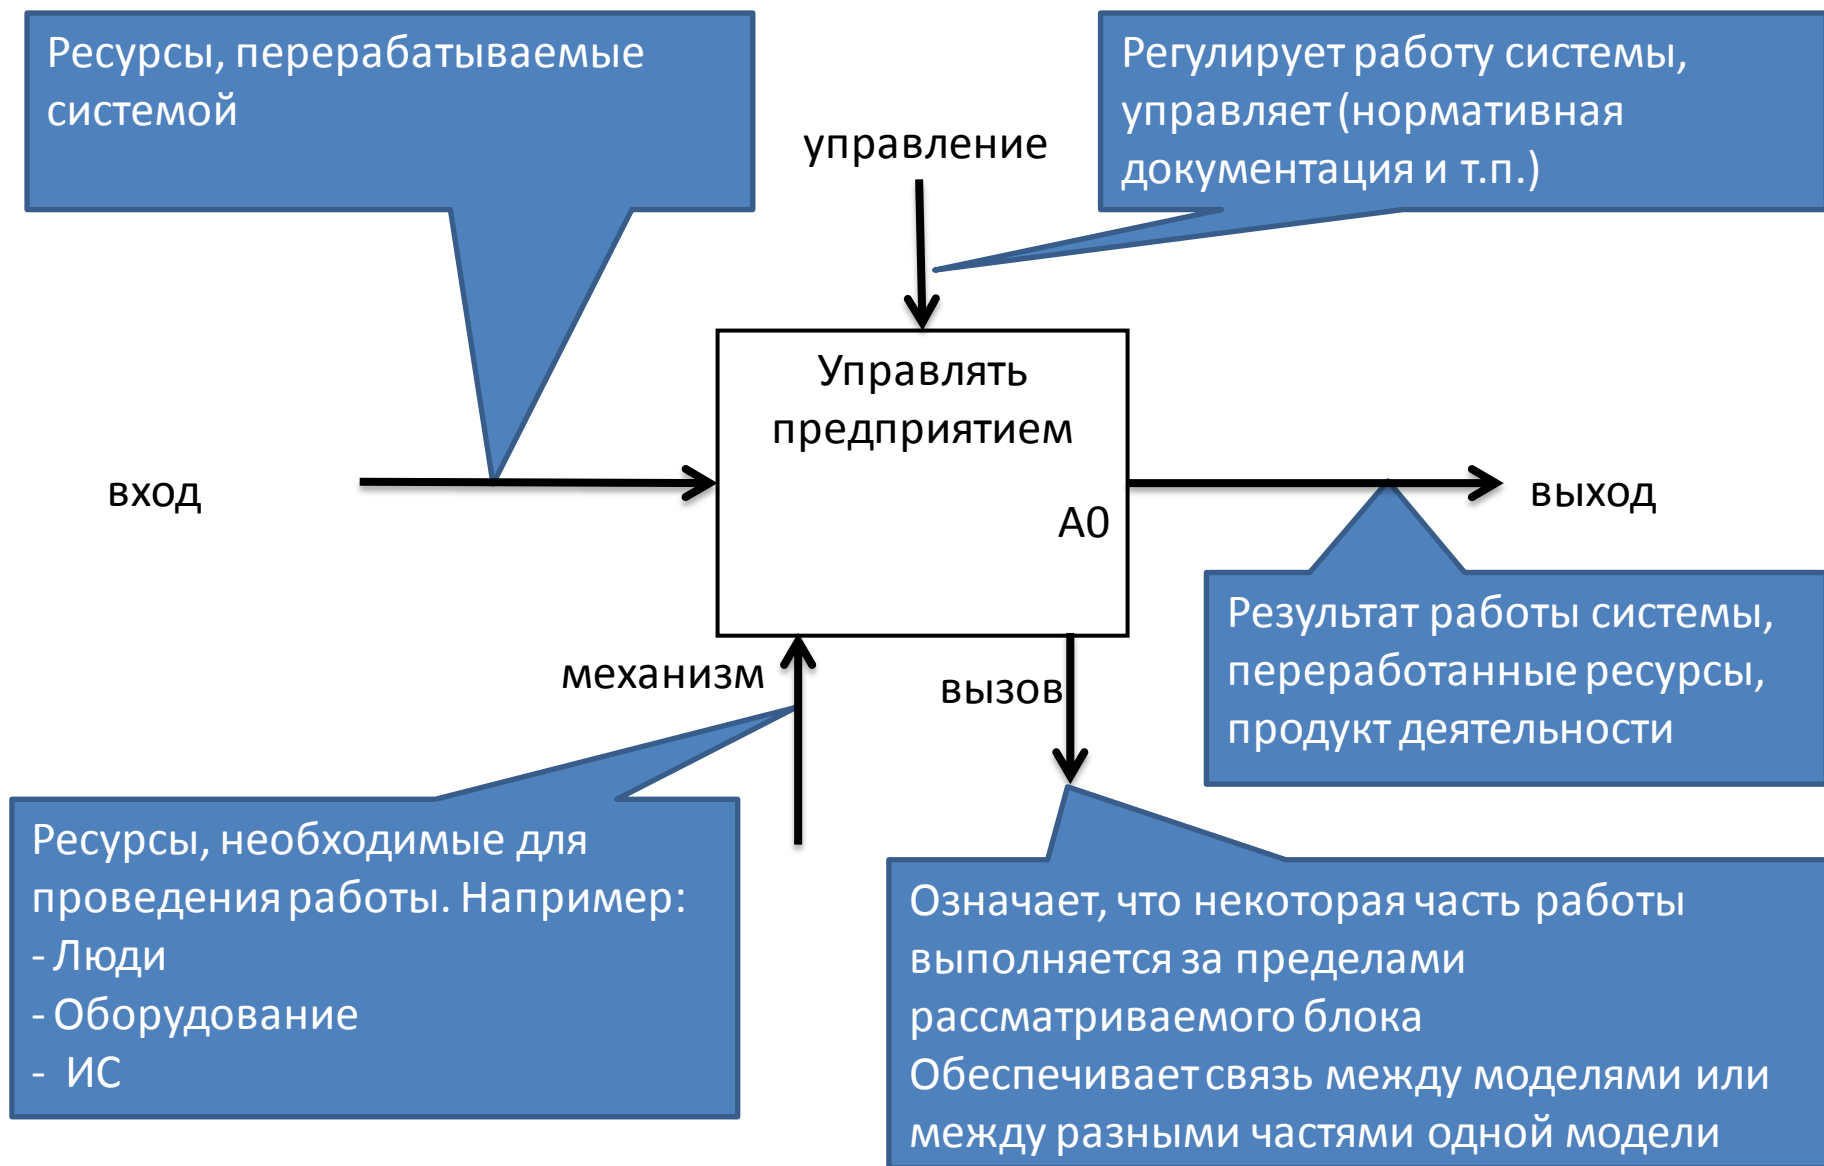 Ресурсы, перерабатываемые
системой
управление
Регулирует работу системы,
управляет (нормативная
документация и т.п.)
Управлять
предприятием
А0
вход
выход
механизм
вызов
Результат работы системы,
переработанные ресурсы,
продукт деятельности
Ресурсы, необходимые для
проведения работы. Например:
- Люди
- Оборудование
- ИС
Означает, что некоторая часть работы
выполняется за пределами
рассматриваемого блока
Обеспечивает связь между моделями или
между разными частями одной модели